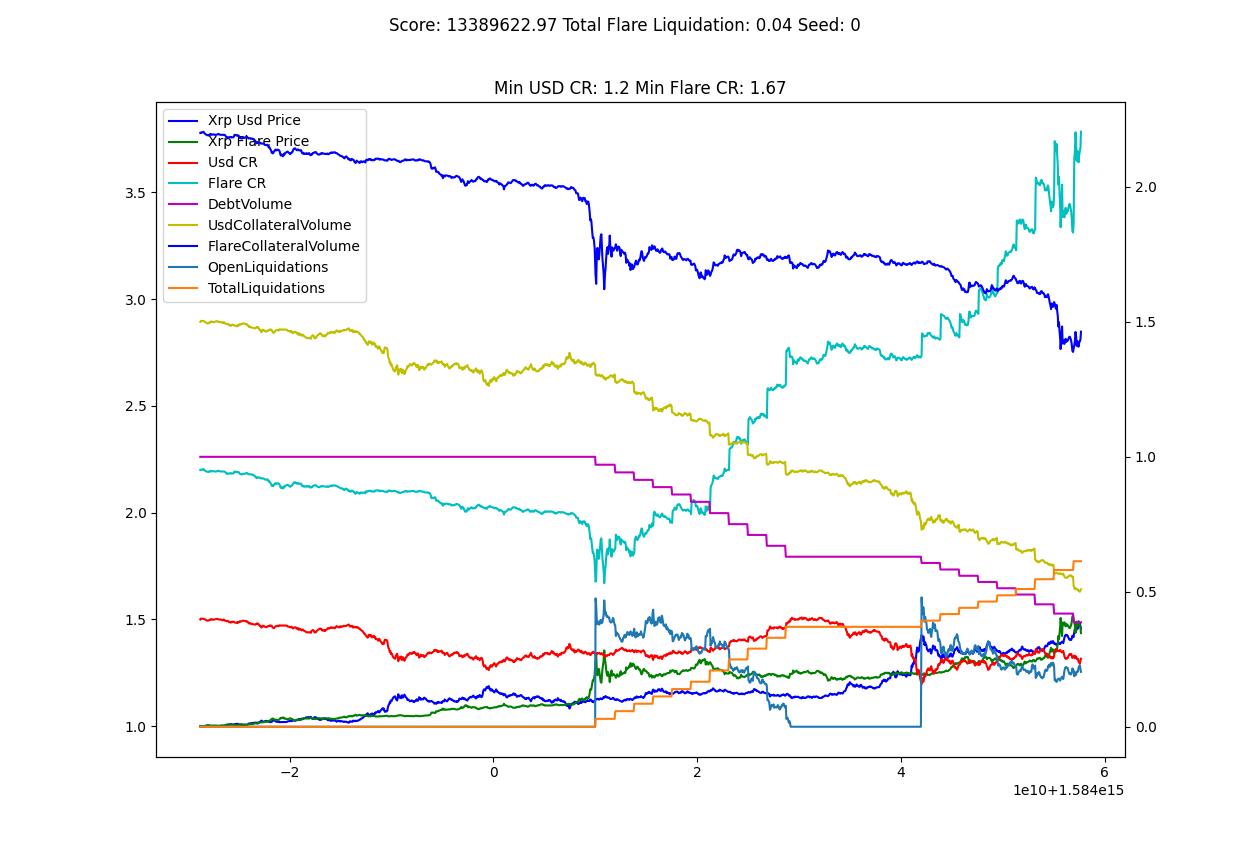 Score: 13389622.97 Total Flare Liquidation: 0.04 Seed: 0
Min USD CR: 1.2 Min Flare CR: 1.67
Xrp Usd Price
Xrp Flare Price
Usd CR
Flare CR
DebtVolume
UsdCollateralVolume
FlareCollateralVolume
OpenLiquidations
TotalLiquidations
3.5
3.0
2.5
2.0
1.5
1.0
2.0
1.5
1.0
0.5
0.0
−2
0
2
4
6
1e10+1.584e15